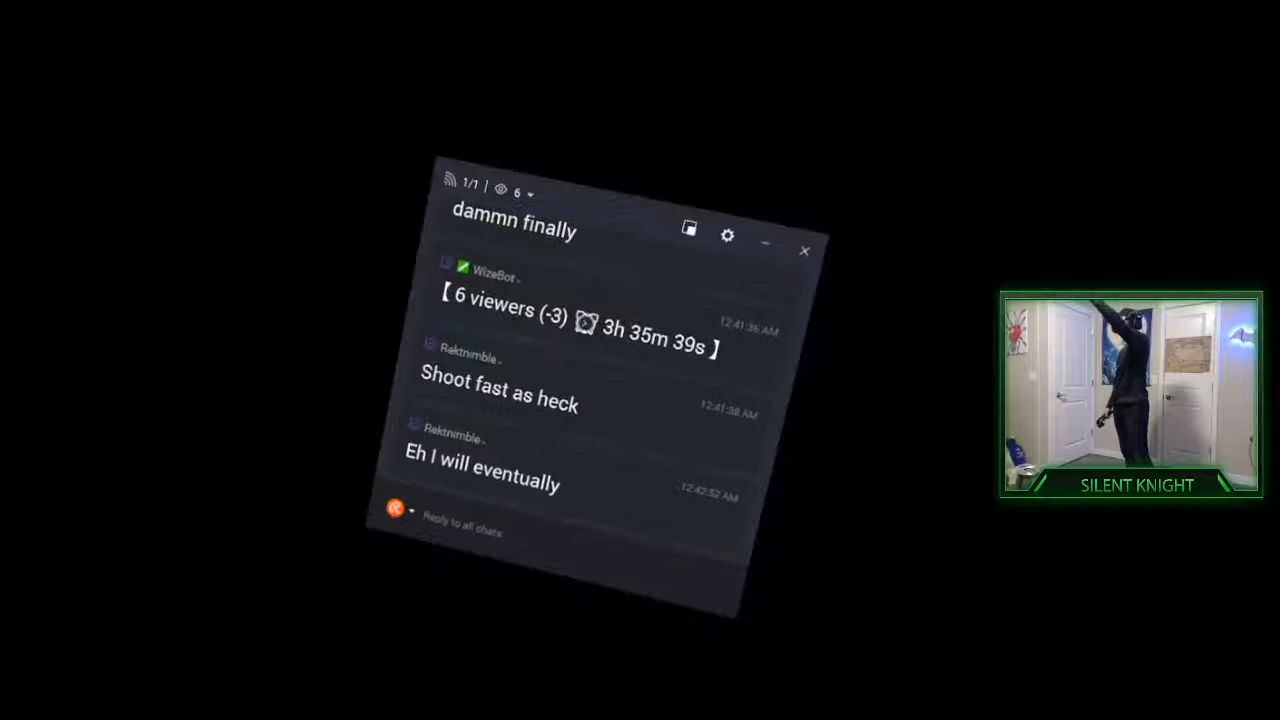 1/1 | 6
dammn finally
WizeBot
12:41:36 AM
【 6 viewers (-3) 3h 35m 39s 】
Rektnimble
12:41:38 AM
Shoot fast as heck
Rektnimble
12:42:52 AM
Eh I will eventually
Reply to all chats
SILENT KNIGHT